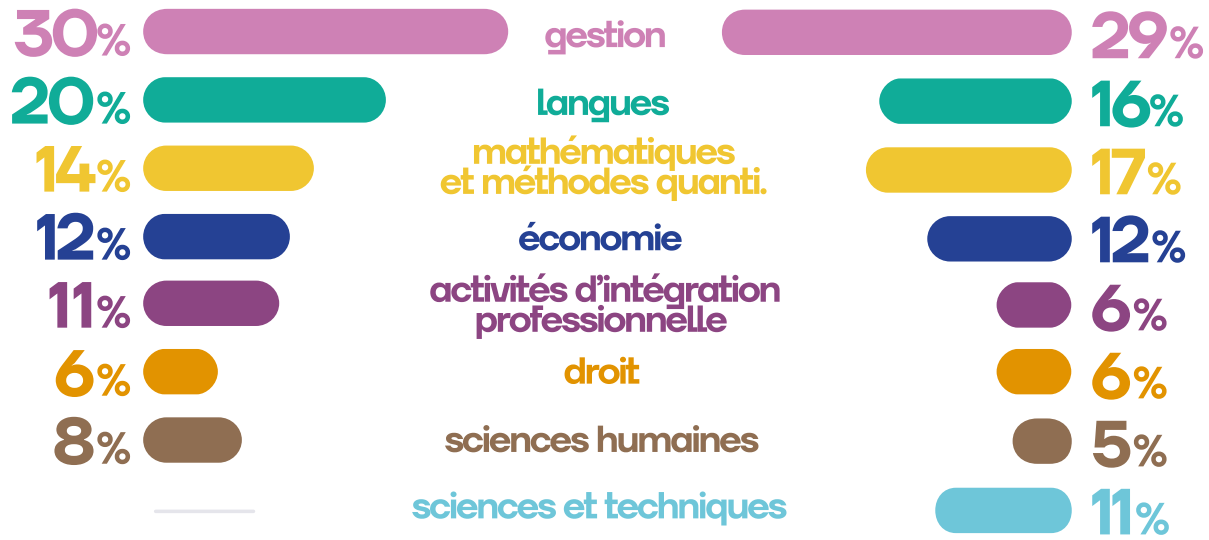 30% gestion 29%
20% langues 16%
14% mathématiques 17%
et méthodes quanti.
12% économie 12%
11% activités d'intégration 6%
professionnelle
6% droit 6%
8% sciences humaines 5%
sciences et techniques 11%